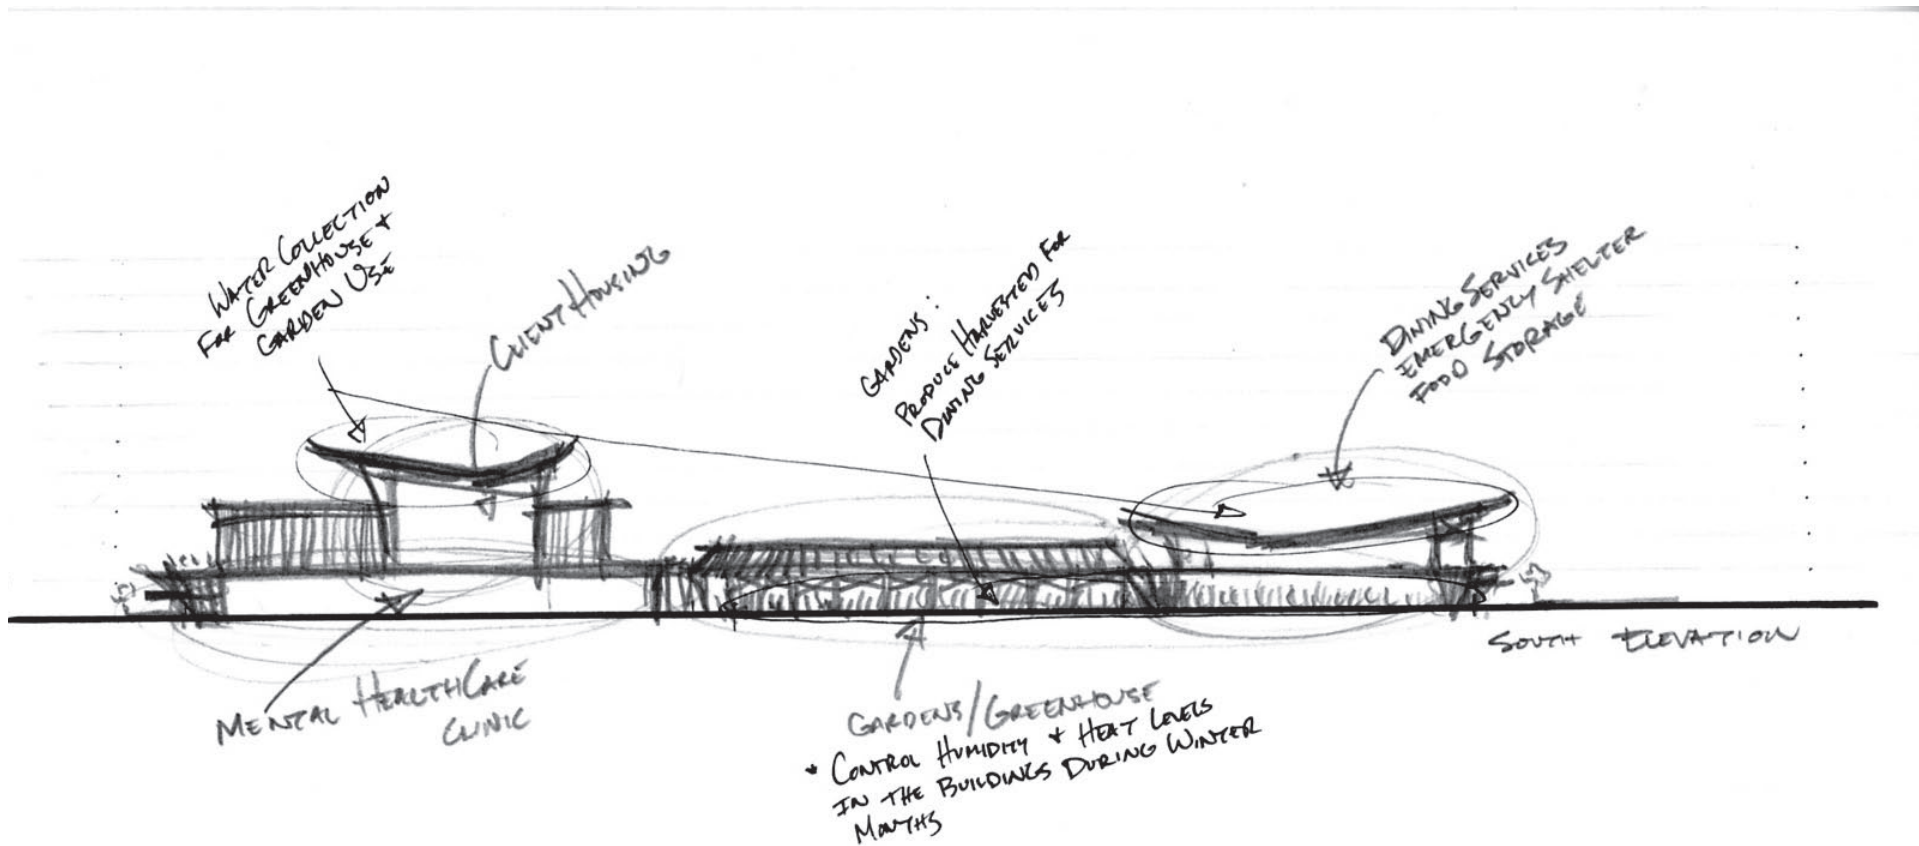 Water Collection
For Greenhouse +
Garden Use
Client Housing
Gardens:
Produce Harvested For
Dining Services
Dining Services
Emergency Shelter
Food Storage
South Elevation
Mental HealthCare
Clinic
Gardens/Greenhouse
* Control Humidity + Heat Levels
In the Buildings During Winter
Months